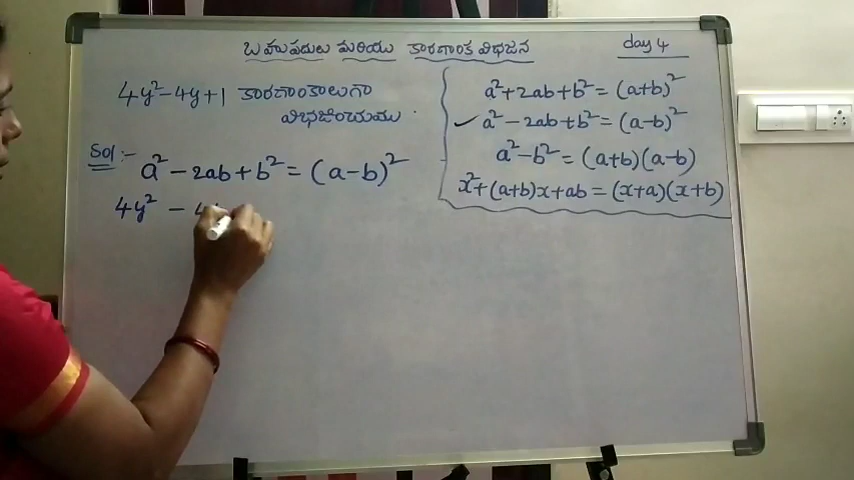 బహుపదులు మరియు కారణాంక విభజన
day 4
4y²-4y+1 కారణాంకాలుగా
విభజించుము.
Sol:- a²-2ab+b²=(a-b)²
4y² - 4
a²+2ab+b²=(a+b)²
✓ a²-2ab+b²=(a-b)²
a²-b²=(a+b)(a-b)
x²+(a+b)x+ab=(x+a)(x+b)